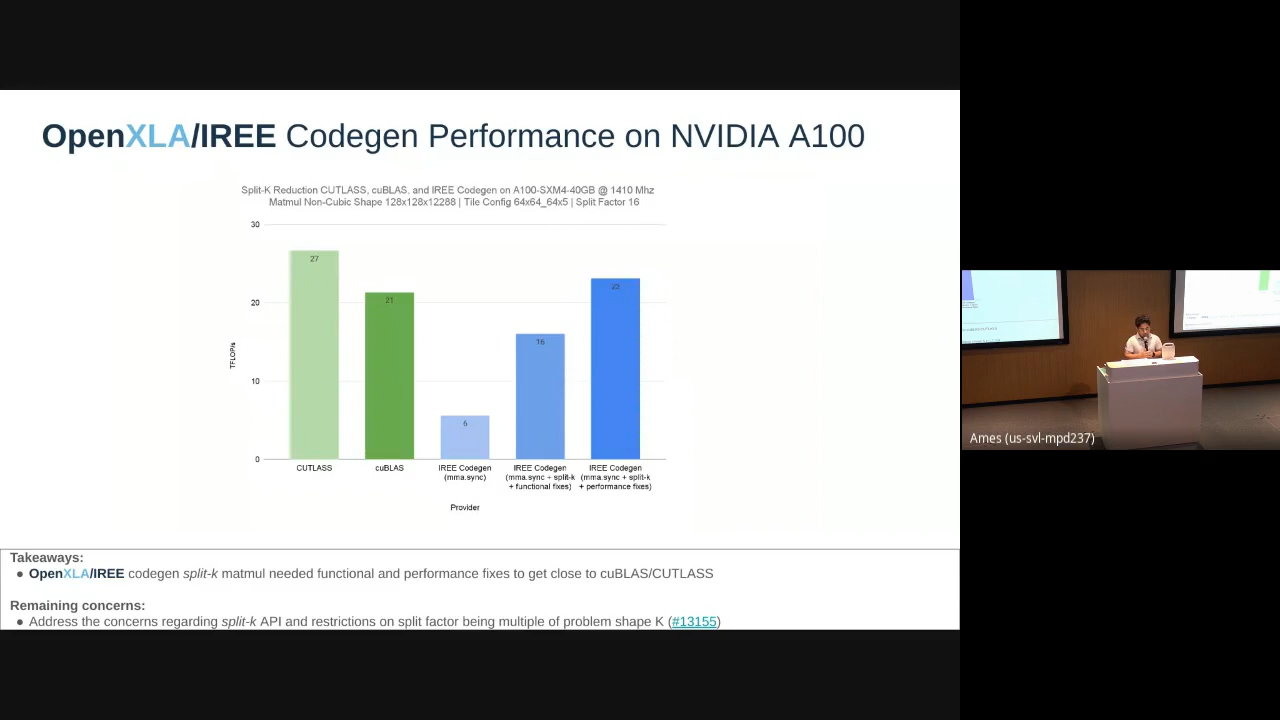 OpenXLA/IREE Codegen Performance on NVIDIA A100
Split-K Reduction CUTLASS, cuBLAS, and IREE Codegen on A100-SXM4-40GB @ 1410 Mhz
Matmul Non-Cubic Shape 128x128x12288 | Tile Config 64x64_64x5 | Split Factor 16
30
20
10
0
TFLOP/s
27
21
6
16
23
CUTLASS
cuBLAS
IREE Codegen
(mma.sync)
IREE Codegen
(mma.sync + split-k
+ functional fixes)
IREE Codegen
(mma.sync + split-k
+ performance fixes)
Provider
Takeaways:
● OpenXLA/IREE codegen split-k matmul needed functional and performance fixes to get close to cuBLAS/CUTLASS
Remaining concerns:
● Address the concerns regarding split-k API and restrictions on split factor being multiple of problem shape K (#13155)
Ames (us-svl-mpd237)